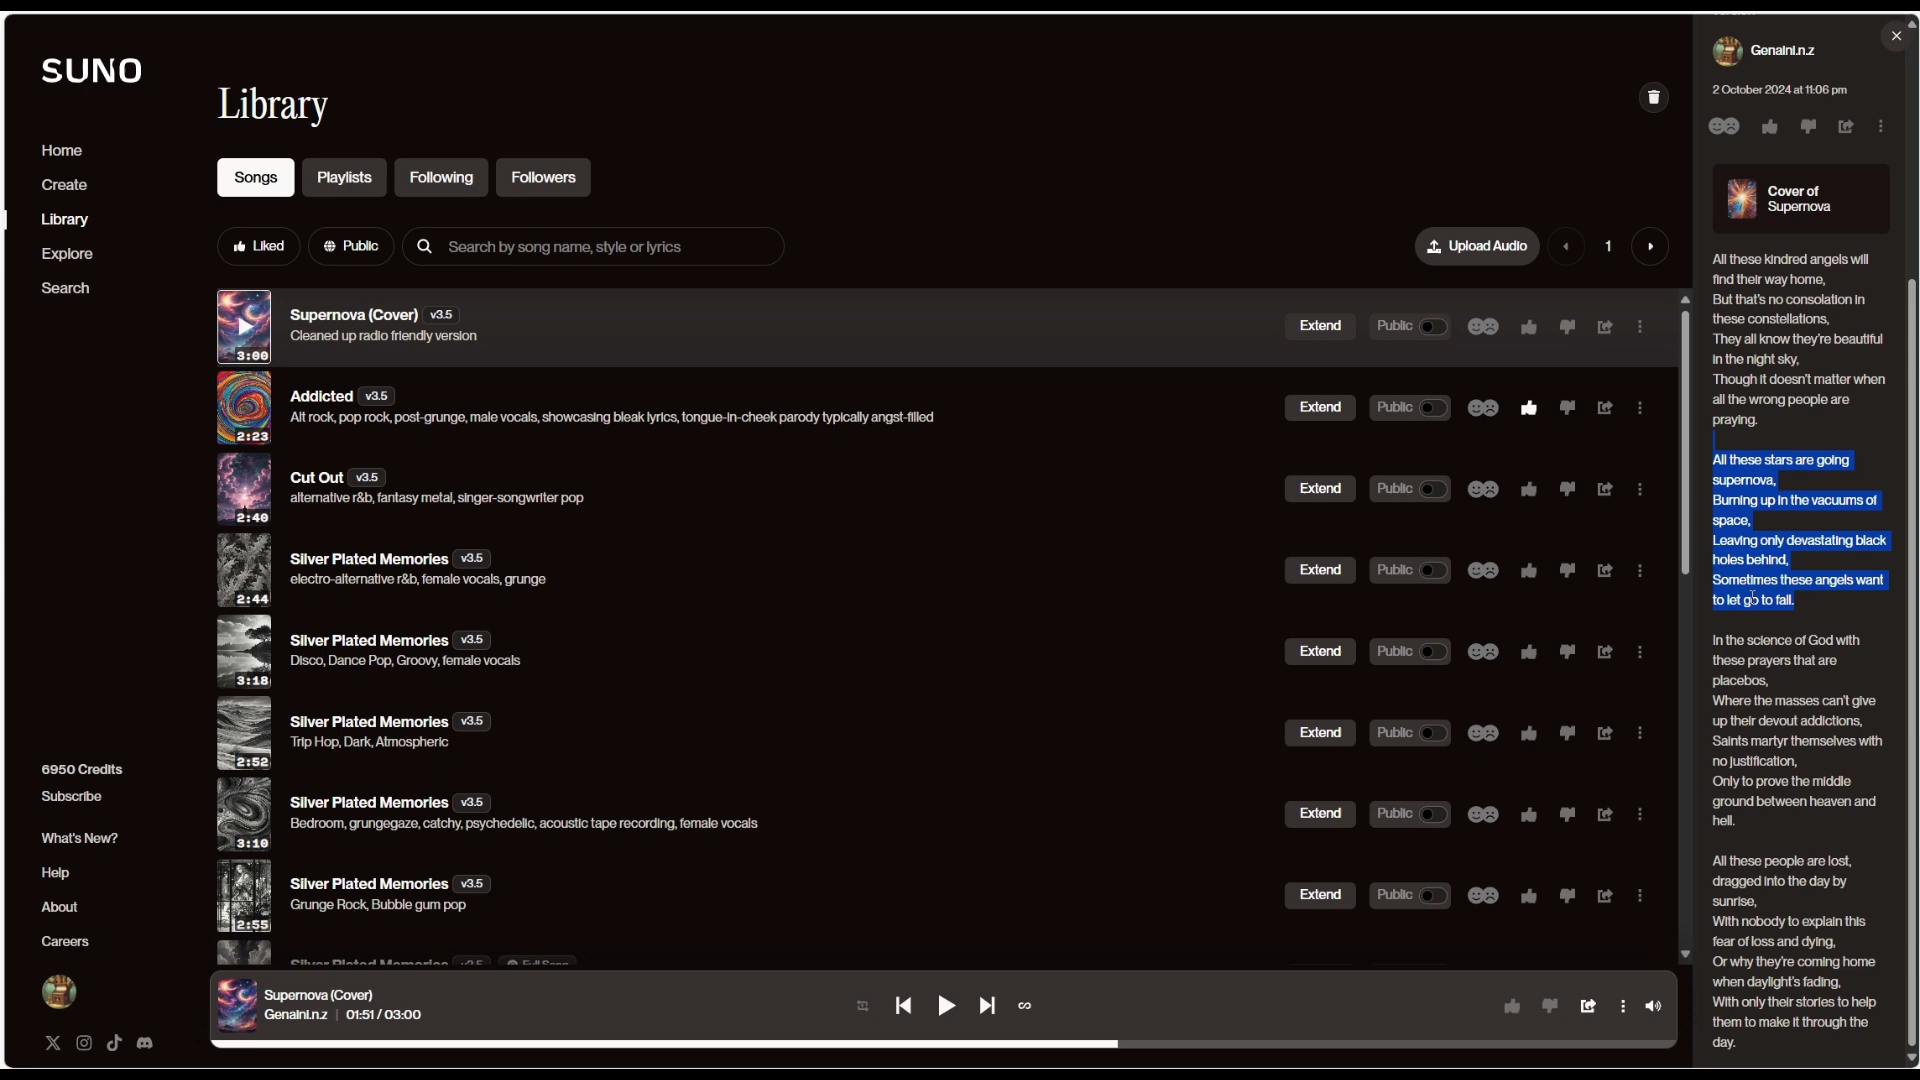 SUNO
Home
Create
Library
Explore
Search
6950 Credits
Subscribe
What's New?
Help
About
Careers
Library
Songs
Playlists
Following
Followers
Liked
Public
Search by song name, style or lyrics
Upload Audio
1
3:00
Supernova (Cover) v3.5
Cleaned up radio friendly version
Extend
Public
2:23
Addicted v3.5
Alt rock, pop rock, post-grunge, male vocals, showcasing bleak lyrics, tongue-in-cheek parody typically angst-filled
Extend
Public
2:40
Cut Out v3.5
alternative r&b, fantasy metal, singer-songwriter pop
Extend
Public
2:44
Silver Plated Memories v3.5
electro-alternative r&b, female vocals, grunge
Extend
Public
3:18
Silver Plated Memories v3.5
Disco, Dance Pop, Groovy, female vocals
Extend
Public
2:52
Silver Plated Memories v3.5
Trip Hop, Dark, Atmospheric
Extend
Public
3:10
Silver Plated Memories v3.5
Bedroom, grungegaze, catchy, psychedelic, acoustic tape recording, female vocals
Extend
Public
2:55
Silver Plated Memories v3.5
Grunge Rock, Bubble gum pop
Extend
Public
Silver Plated Memories v3.5 Full Song
Supernova (Cover)
GenaInI.n.z | 01:51 / 03:00
GenaInI.n.z
2 October 2024 at 11:06 pm
Cover of
Supernova
All these kindred angels will
find their way home,
But that's no consolation in
these constellations,
They all know they're beautiful
in the night sky,
Though it doesn't matter when
all the wrong people are
praying.
All these stars are going
supernova,
Burning up in the vacuums of
space,
Leaving only devastating black
holes behind,
Sometimes these angels want
to let go to fall.
In the science of God with
these prayers that are
placebos,
Where the masses can't give
up their devout addictions,
Saints martyr themselves with
no justification,
Only to prove the middle
ground between heaven and
hell.
All these people are lost,
dragged into the day by
sunrise,
With nobody to explain this
fear of loss and dying,
Or why they're coming home
when daylight's fading,
With only their stories to help
them to make it through the
day.